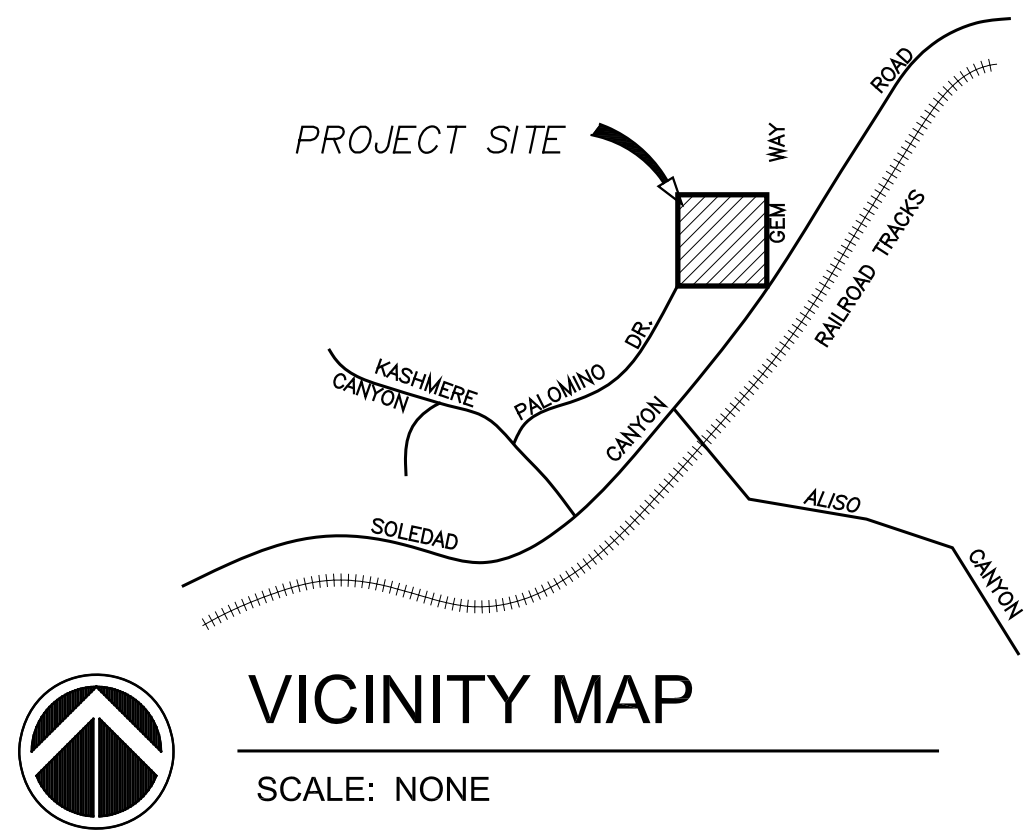 PROJECT SITE
GEM WAY
SOLEDAD CANYON ROAD
RAILROAD TRACKS
KASHMERE
CANYON
PALOMINO DR.
ALISO CANYON
VICINITY MAP
SCALE: NONE